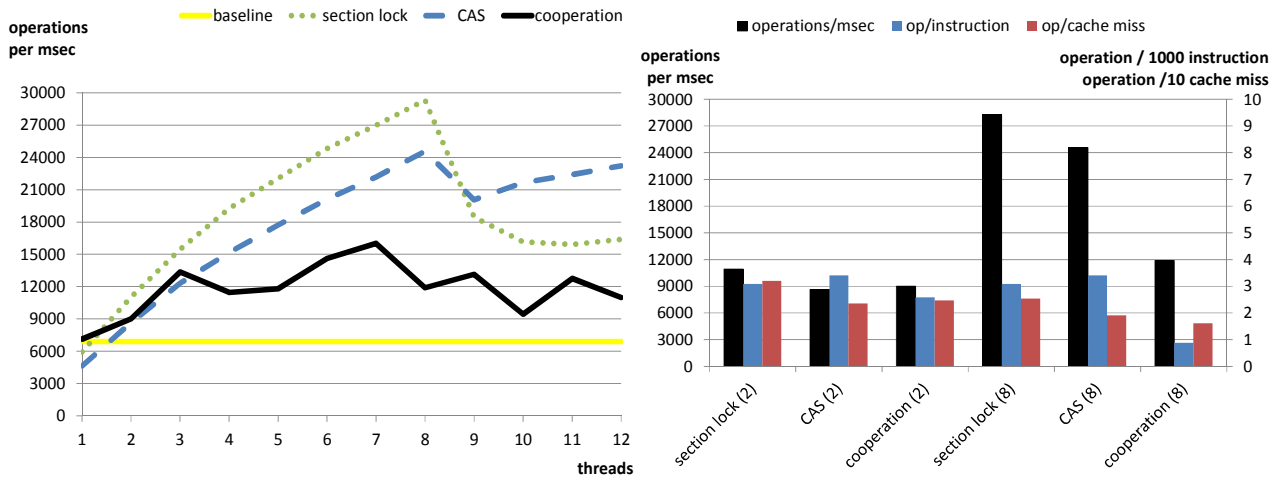 baseline section lock CAS cooperation
operations
per msec
30000
27000
24000
21000
18000
15000
12000
9000
6000
3000
0
1 2 3 4 5 6 7 8 9 10 11 12
threads
operations/msec op/instruction op/cache miss
operations
per msec
operation / 1000 instruction
operation /10 cache miss
30000 10
27000 9
24000 8
21000 7
18000 6
15000 5
12000 4
9000 3
6000 2
3000 1
0 0
section lock (2) CAS (2) cooperation (2) section lock (8) CAS (8) cooperation (8)